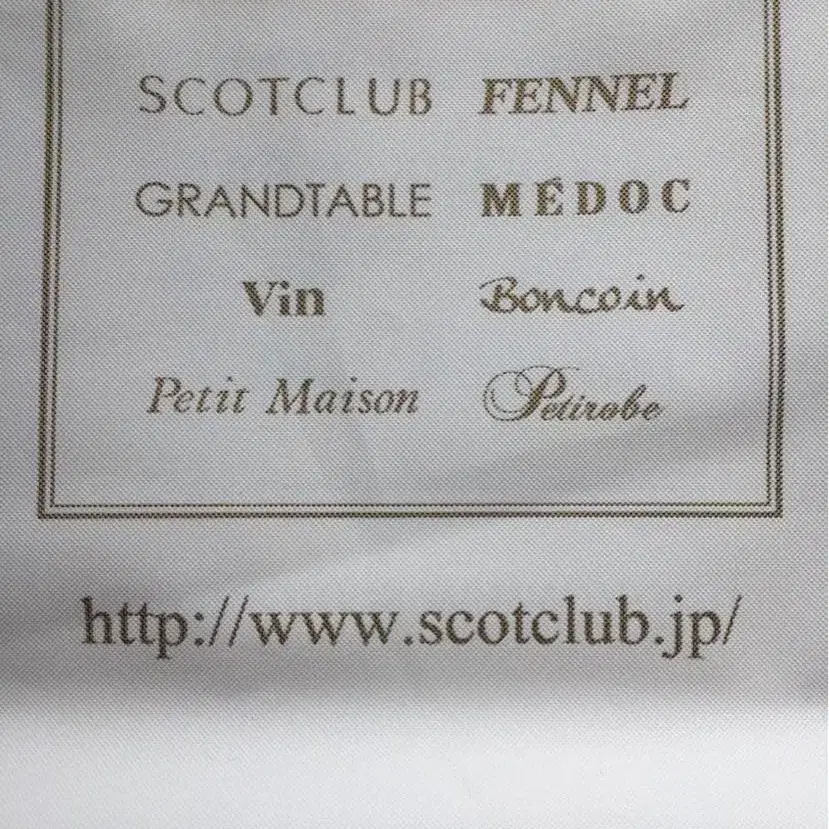 SCOTCLUB FENNEL
GRANDTABLE MÉDOC
Vin Boncoin
Petit Maison Petirobe
http://www.scotclub.jp/